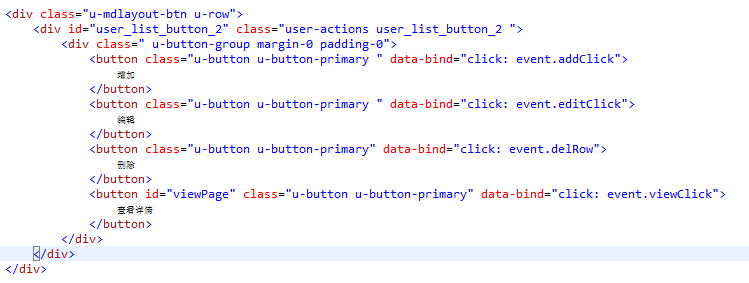 <div class="u-mdlayout-btn u-row">
<div id="user_list_button_2" class="user-actions user_list_button_2 ">
<div class=" u-button-group margin-0 padding-0">
<button class="u-button u-button-primary " data-bind="click: event.addClick">
增加
</button>
<button class="u-button u-button-primary " data-bind="click: event.editClick">
编辑
</button>
<button class="u-button u-button-primary" data-bind="click: event.delRow">
删除
</button>
<button id="viewPage" class="u-button u-button-primary" data-bind="click: event.viewClick">
查看详情
</button>
</div>
</div>
</div>